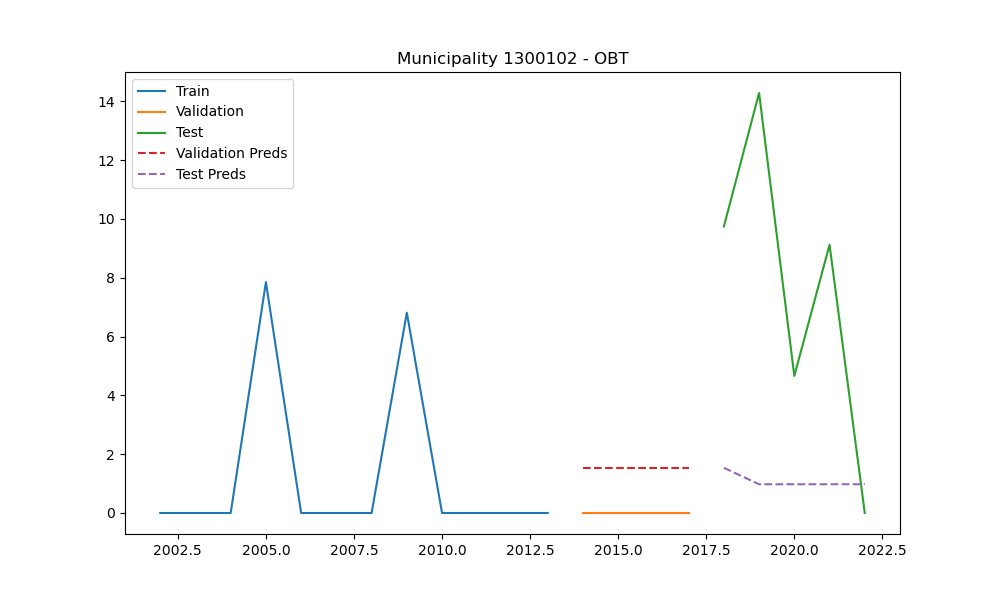 Municipality 1300102 - OBT
Train
Validation
Test
Validation Preds
Test Preds
14
12
10
8
6
4
2
0
2002.5 2005.0 2007.5 2010.0 2012.5 2015.0 2017.5 2020.0 2022.5